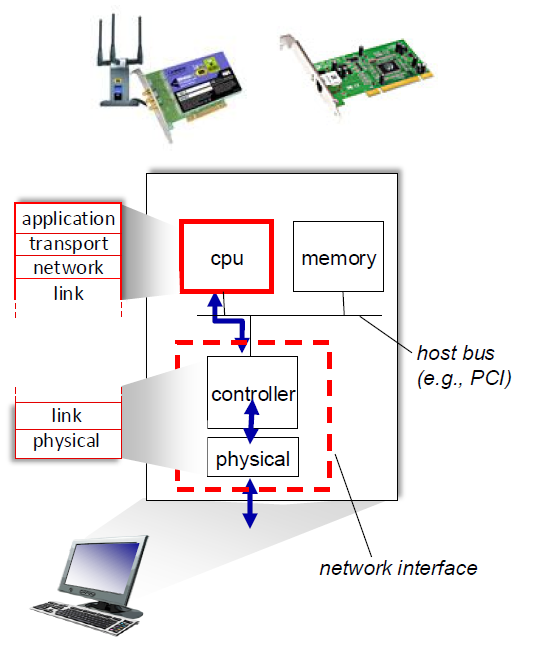 application
transport
network
link
cpu
memory
host bus
(e.g., PCI)
controller
link
physical
physical
network interface